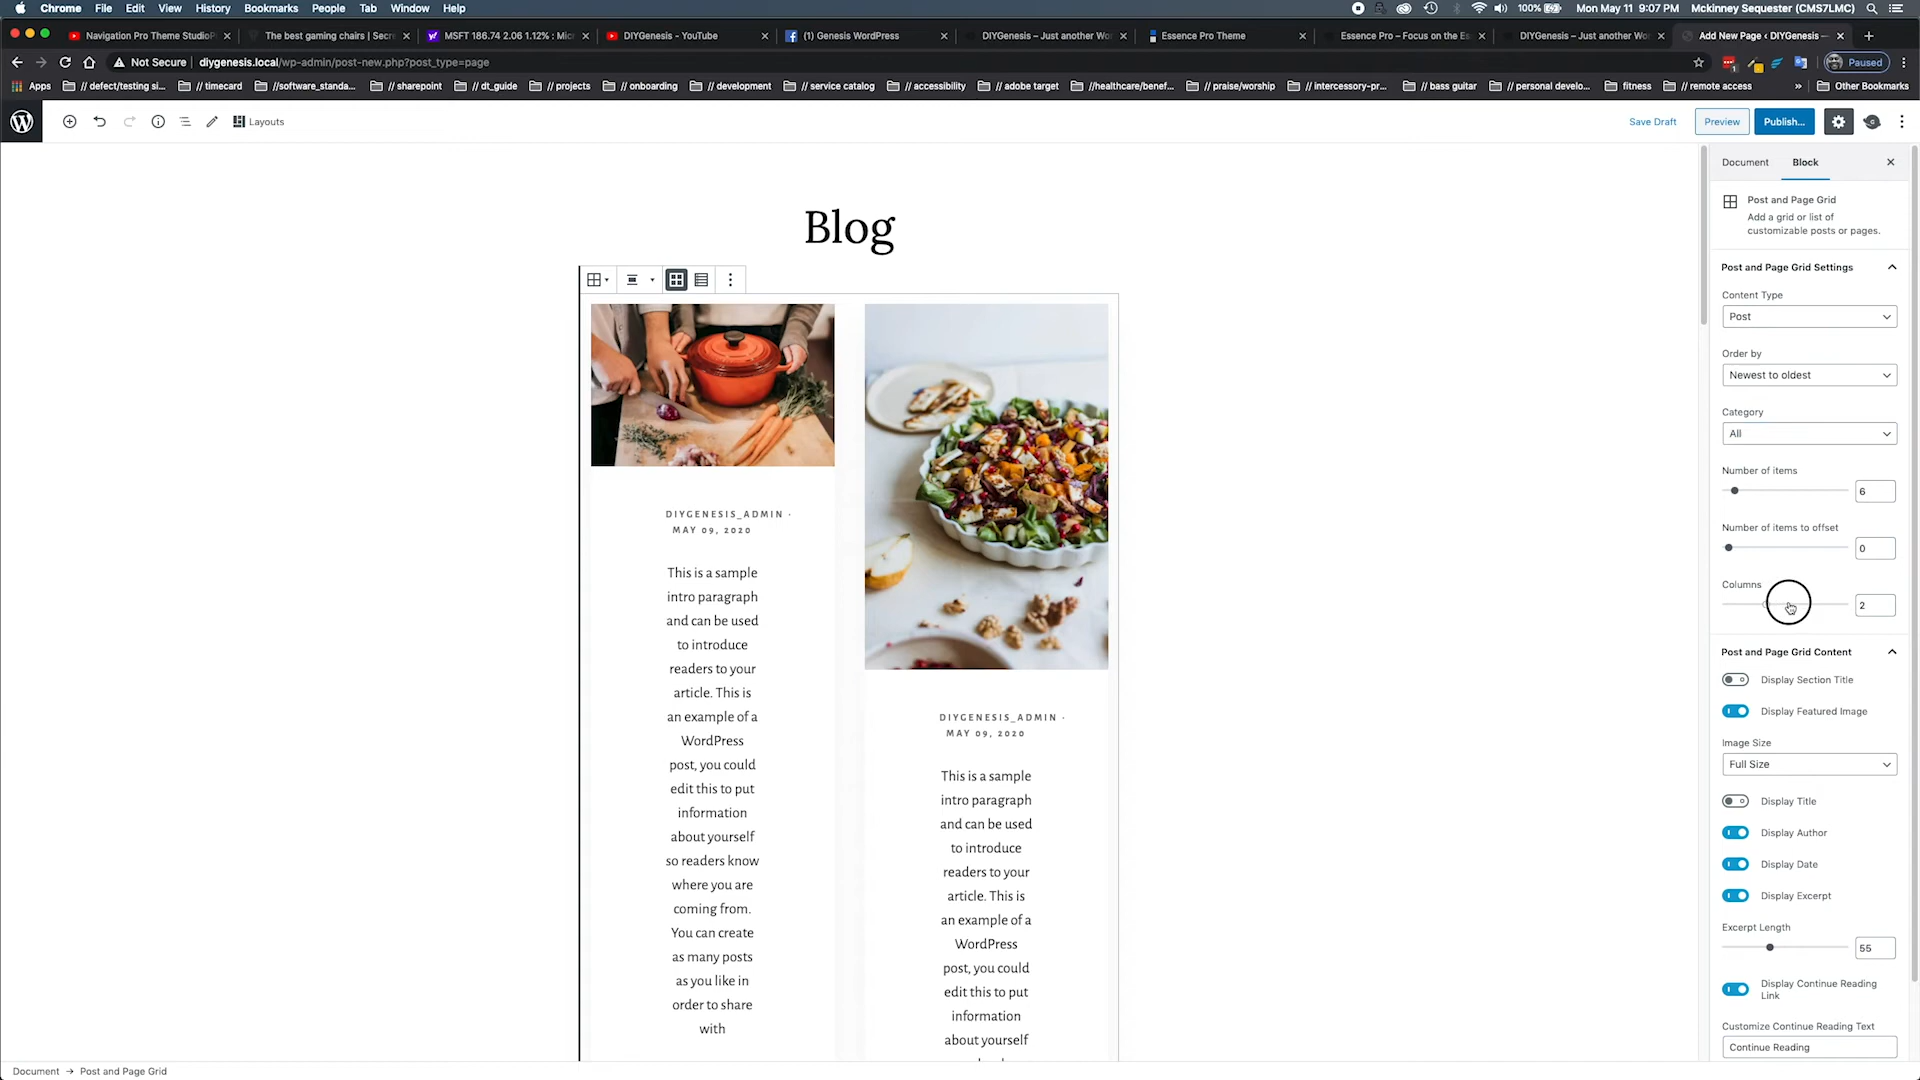 Chrome File Edit View History Bookmarks People Tab Window Help
100% Mon May 11 9:07 PM Mckinney Sequester (CMS7LMC)
Navigation Pro Theme StudioP
The best gaming chairs | Secr
MSFT 186.74 2.06 1.12% : Mic
DIYGenesis - YouTube
(1) Genesis WordPress
DIYGenesis – Just another Wo
Essence Pro Theme
Essence Pro – Focus on the Es
DIYGenesis – Just another Wo
Add New Page ‹ DIYGenesis —
Not Secure | diygenesis.local/wp-admin/post-new.php?post_type=page
Paused
Apps // defect/testing si... // timecard //software_standa... // sharepoint // dt_guide // projects // onboarding // development // service catalog // accessibility // adobe target //healthcare/benef... // praise/worship // intercessory-pr... // bass guitar // personal develo... fitness // remote access » Other Bookmarks
Layouts
Save Draft
Preview
Publish...
Document
Block
Post and Page Grid
Add a grid or list of
customizable posts or pages.
Post and Page Grid Settings
Content Type
Post
Order by
Newest to oldest
Category
All
Number of items
6
Number of items to offset
0
Columns
2
Post and Page Grid Content
Display Section Title
Display Featured Image
Image Size
Full Size
Display Title
Display Author
Display Date
Display Excerpt
Excerpt Length
55
Display Continue Reading
Link
Customize Continue Reading Text
Continue Reading
Blog
DIYGENESIS_ADMIN ·
MAY 09, 2020
This is a sample
intro paragraph
and can be used
to introduce
readers to your
article. This is
an example of a
WordPress
post, you could
edit this to put
information
about yourself
so readers know
where you are
coming from.
You can create
as many posts
as you like in
order to share
with
DIYGENESIS_ADMIN ·
MAY 09, 2020
This is a sample
intro paragraph
and can be used
to introduce
readers to your
article. This is
an example of a
WordPress
post, you could
edit this to put
information
about yourself
Document → Post and Page Grid